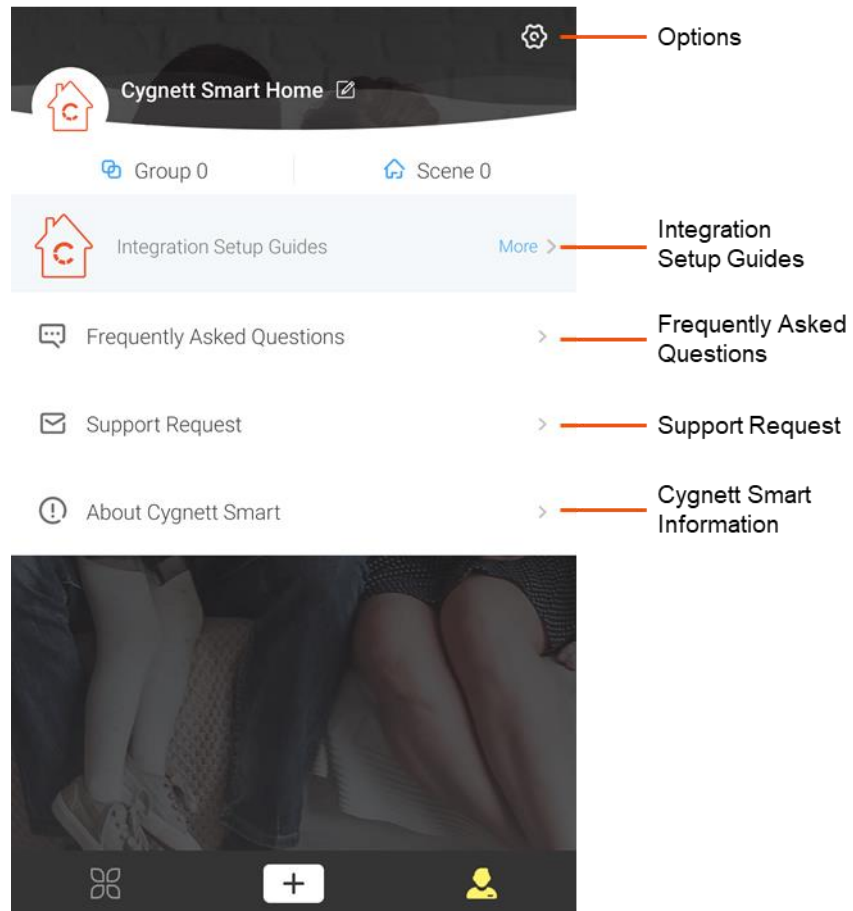 Options
Cygnett Smart Home
Group 0
Scene 0
Integration Setup Guides
More
Integration
Setup Guides
Frequently Asked Questions
Frequently Asked
Questions
Support Request
Support Request
About Cygnett Smart
Cygnett Smart
Information